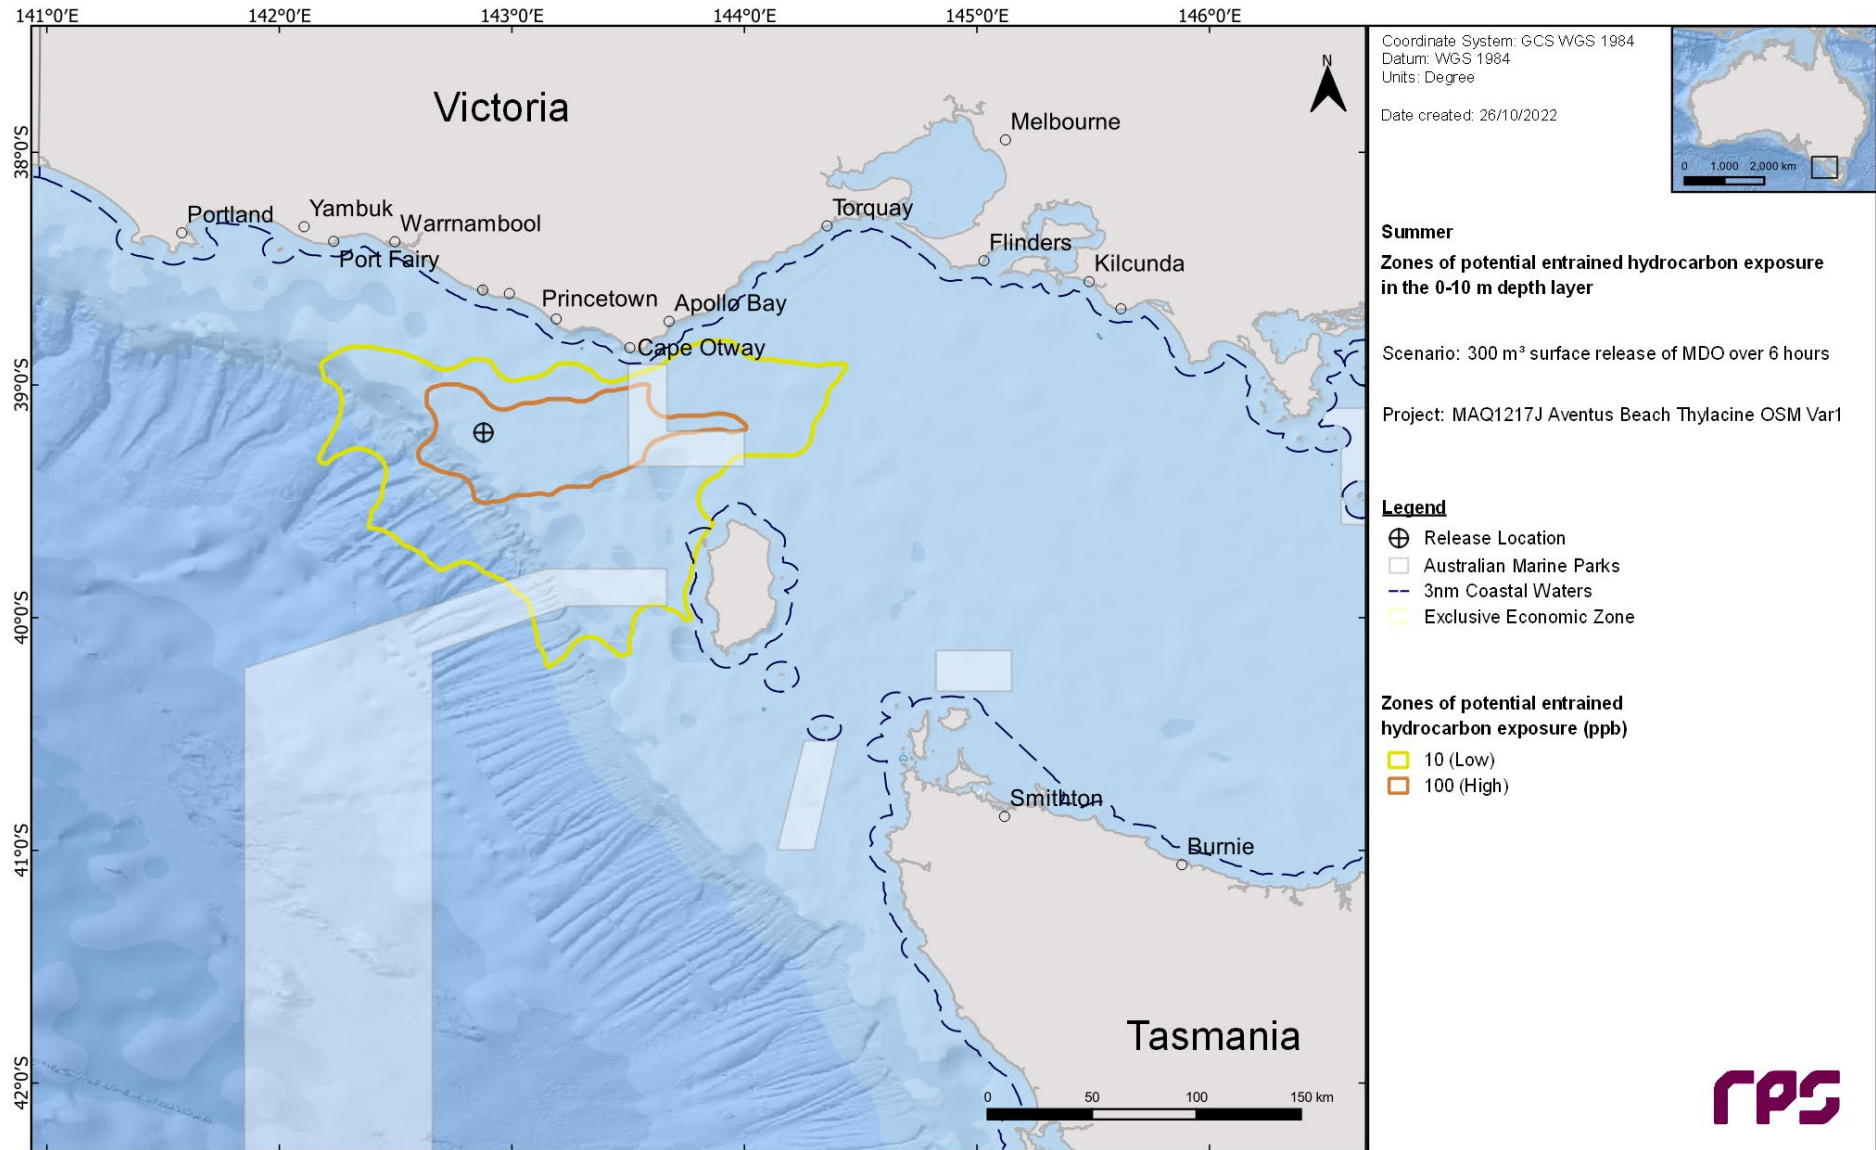 141°0'E
142°0'E
143°0'E
144°0'E
145°0'E
146°0'E
38°0'S
39°0'S
40°0'S
41°0'S
42°0'S
Victoria
N
Melbourne
Portland
Yambuk
Warrnambool
Port Fairy
Torquay
Flinders
Kilcunda
Princetown
Apollo Bay
Cape Otway
Smithton
Burnie
Tasmania
0 50 100 150 km
Coordinate System: GCS WGS 1984
Datum: WGS 1984
Units: Degree
Date created: 26/10/2022
0 1,000 2,000 km
Summer
Zones of potential entrained hydrocarbon exposure
in the 0-10 m depth layer
Scenario: 300 m³ surface release of MDO over 6 hours
Project: MAQ1217J Aventus Beach Thylacine OSM Var1
Legend
Release Location
Australian Marine Parks
3nm Coastal Waters
Exclusive Economic Zone
Zones of potential entrained
hydrocarbon exposure (ppb)
10 (Low)
100 (High)
rps